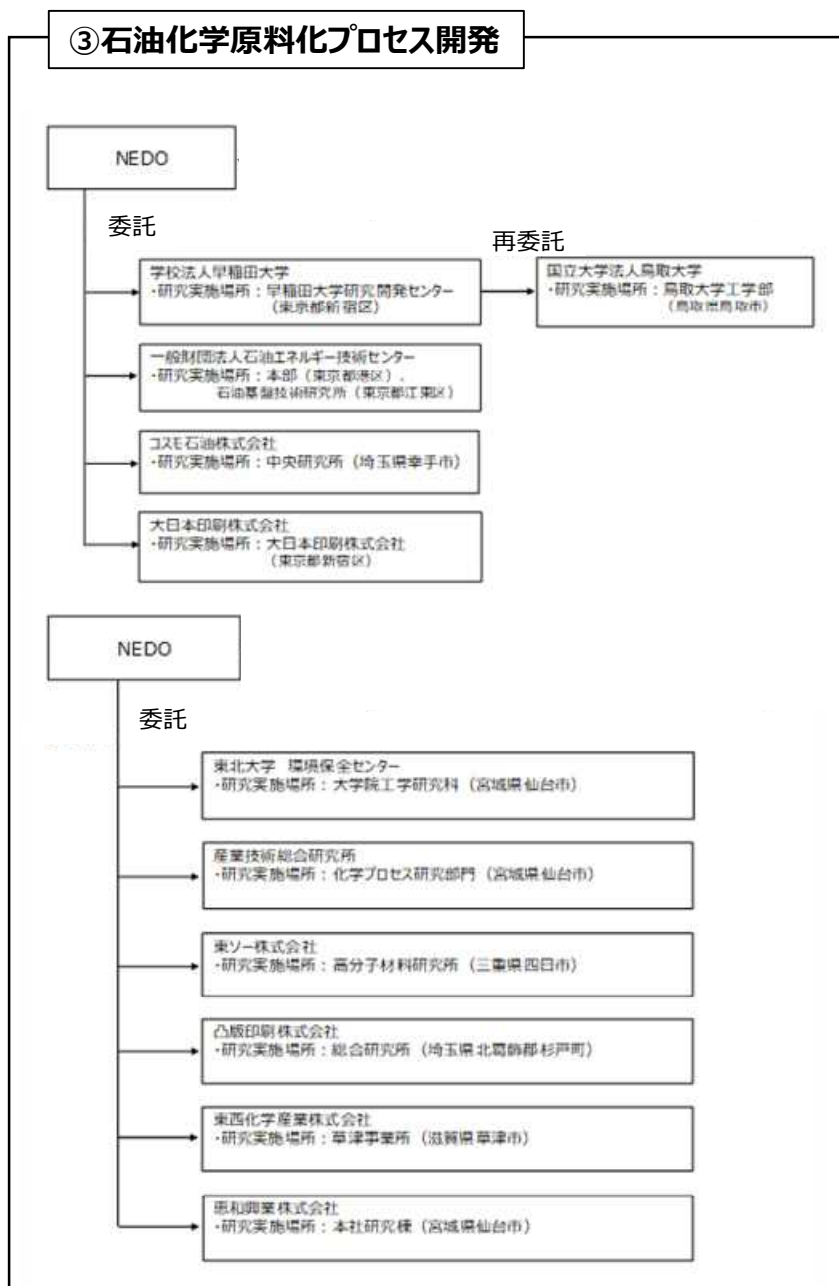 ③石油化学原料化プロセス開発
NEDO
委託
学校法人早稲田大学
・研究実施場所：早稲田大学研究開発センター
（東京都新宿区）
再委託
国立大学法人鳥取大学
・研究実施場所：鳥取大学工学部
（鳥取県鳥取市）
一般財団法人石油エネルギー技術センター
・研究実施場所：本部（東京都港区）、
石油基盤技術研究所（東京都江東区）
コスモ石油株式会社
・研究実施場所：中央研究所（埼玉県幸手市）
大日本印刷株式会社
・研究実施場所：大日本印刷株式会社
（東京都新宿区）
NEDO
委託
東北大学　環境保全センター
・研究実施場所：大学院工学研究科（宮城県仙台市）
産業技術総合研究所
・研究実施場所：化学プロセス研究部門（宮城県仙台市）
東ソー株式会社
・研究実施場所：高分子材料研究所（三重県四日市）
凸版印刷株式会社
・研究実施場所：総合研究所（埼玉県北葛飾郡杉戸町）
東西化学産業株式会社
・研究実施場所：草津事業所（滋賀県草津市）
恵和興業株式会社
・研究実施場所：本社研究棟（宮城県仙台市）